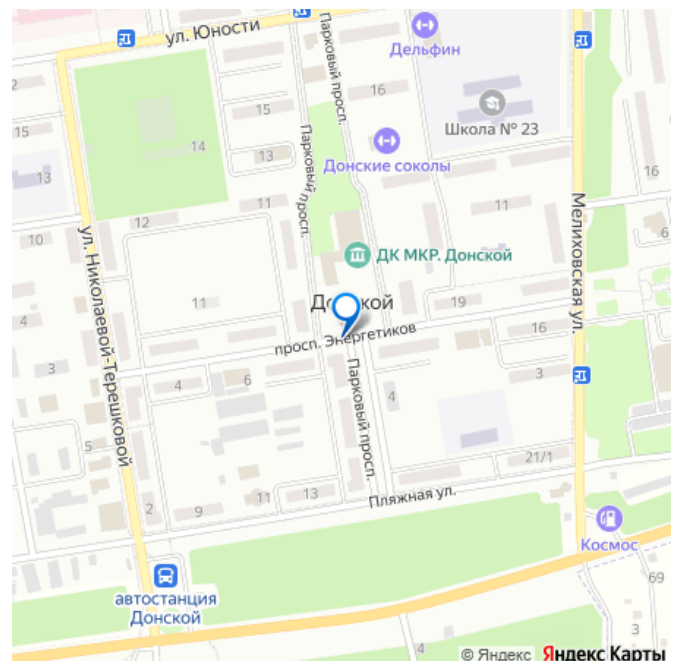 ул. Юности
Парковый просп.
Дельфин
2
15
16
Школа № 23
15
14
13
Парковый просп.
Донские соколы
13
16
11
11
12
10
ул. Николаевой-Терешковой
ДК МКР. Донской
Мелиховская ул.
6
11
19
4
16
просп. Энергетиков
3
4
6
3
Парковый просп.
4
5
21/1
11
13
2
9
Пляжная ул.
Космос
автостанция
Донской
69
3
4
© Яндекс Яндекс Карты